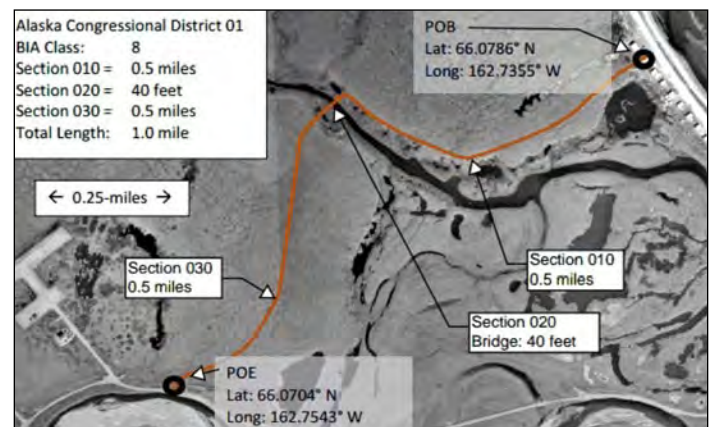 Alaska Congressional District 01
BIA Class: 8
Section 010 = 0.5 miles
Section 020 = 40 feet
Section 030 = 0.5 miles
Total Length: 1.0 mile
POB
Lat: 66.0786° N
Long: 162.7355° W
← 0.25-miles →
Section 030
0.5 miles
Section 010
0.5 miles
Section 020
Bridge: 40 feet
POE
Lat: 66.0704° N
Long: 162.7543° W